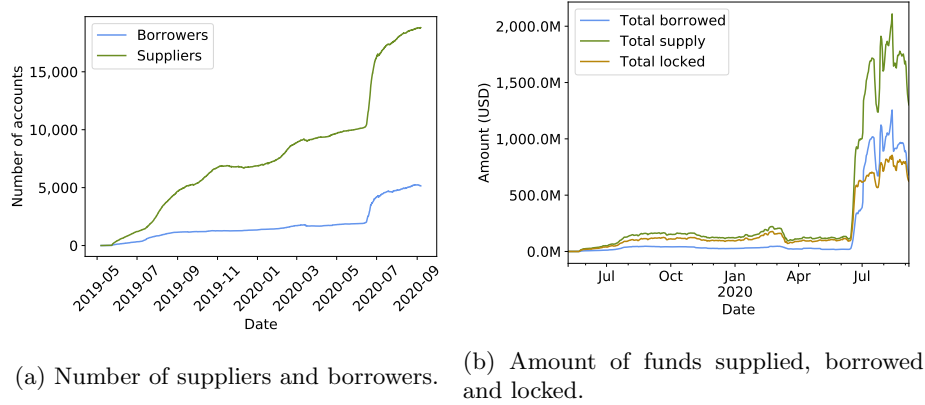 Number of accounts
15,000
10,000
5,000
0
Borrowers
Suppliers
2019-05
2019-07
2019-09
2019-11
2020-01
2020-03
2020-05
2020-07
2020-09
Date
(a) Number of suppliers and borrowers.
Amount (USD)
2,000.0M
1,500.0M
1,000.0M
500.0M
0.0M
Total borrowed
Total supply
Total locked
Jul
Oct
Jan
2020
Apr
Jul
Date
(b) Amount of funds supplied, borrowed
and locked.